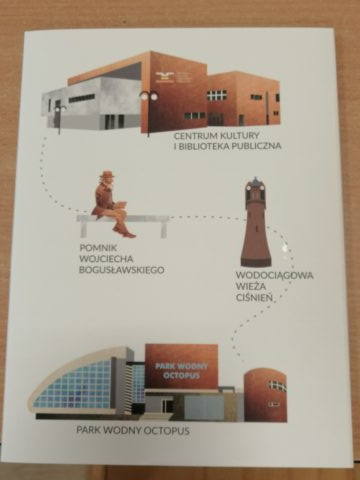 CENTRUM KULTURY
I BIBLIOTEKA PUBLICZNA
POMNIK
WOJCIECHA
BOGUSŁAWSKIEGO
WODOCIĄGOWA
WIEŻA
CIŚNIEŃ
PARK WODNY
OCTOPUS
PARK WODNY OCTOPUS